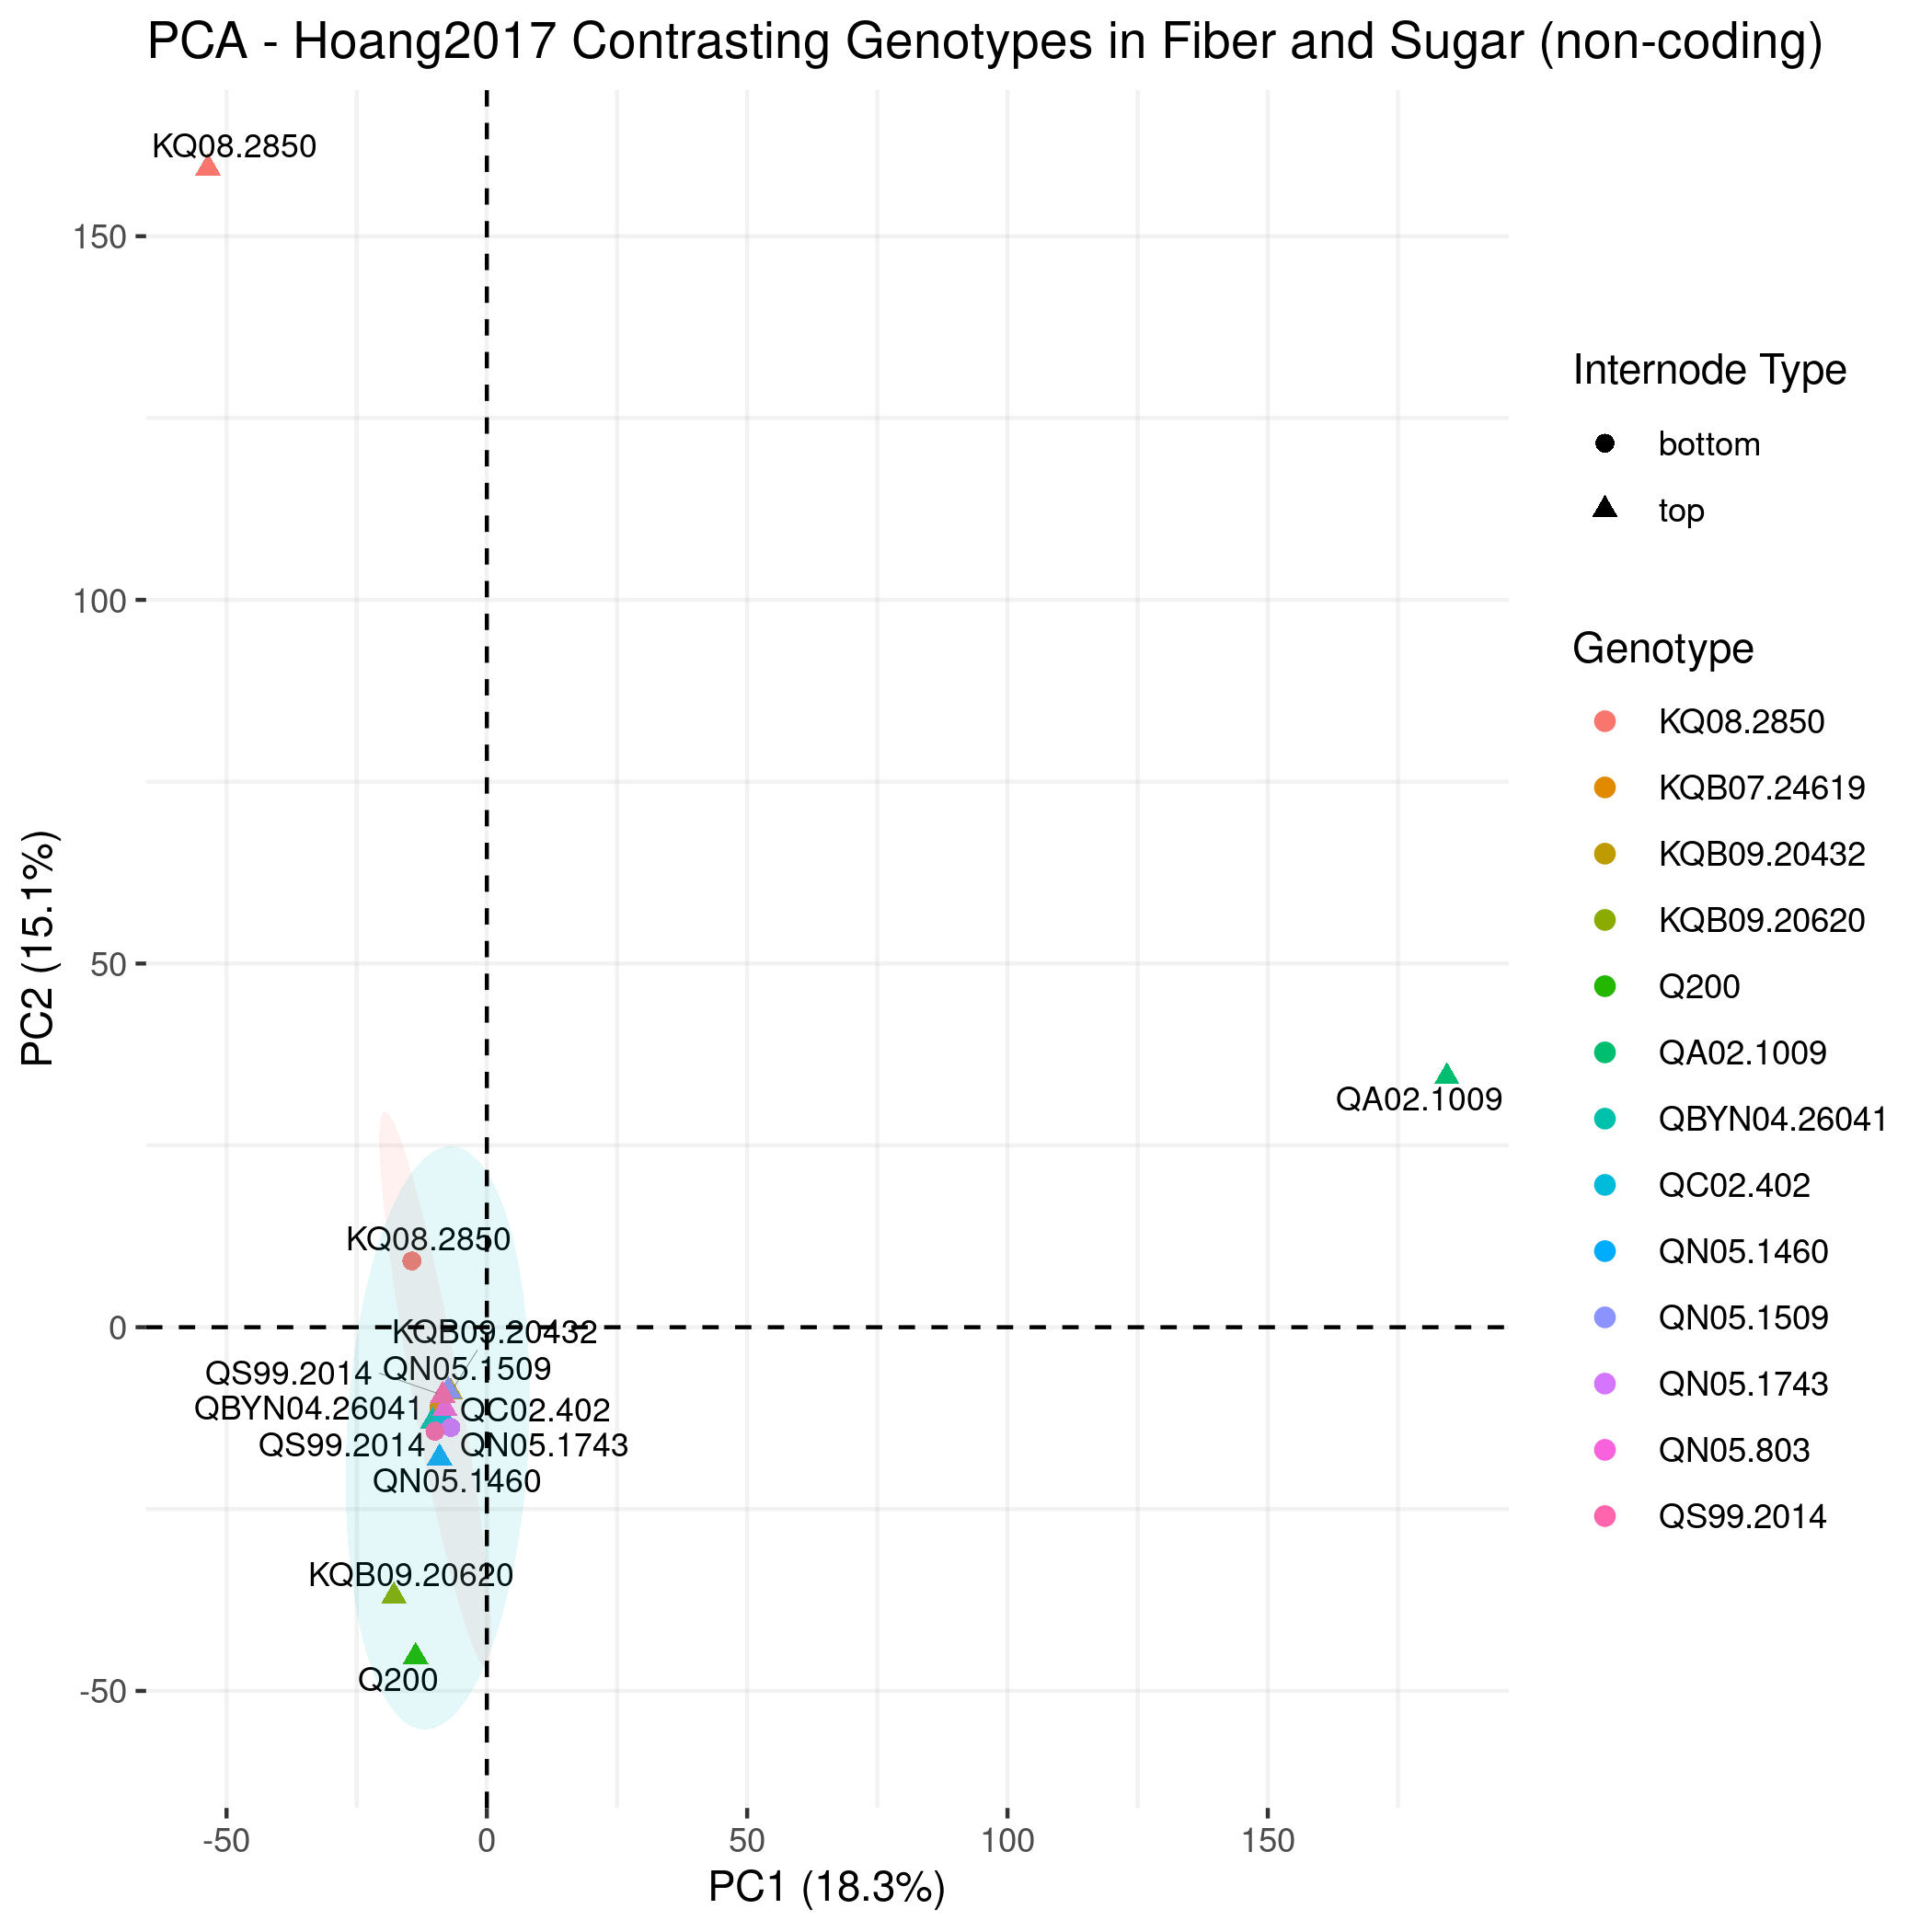 PCA - Hoang2017 Contrasting Genotypes in Fiber and Sugar (non-coding)
KQ08.2850
150
100
50
0
-50
PC2 (15.1%)
QA02.1009
KQ08.2850
KQB09.20432
QN05.1509
QS99.2014
QBYN04.26041
QC02.402
QS99.2014
QN05.1743
QN05.1460
KQB09.20620
Q200
-50
0
50
100
150
PC1 (18.3%)
Internode Type
bottom
top
Genotype
KQ08.2850
KQB07.24619
KQB09.20432
KQB09.20620
Q200
QA02.1009
QBYN04.26041
QC02.402
QN05.1460
QN05.1509
QN05.1743
QN05.803
QS99.2014